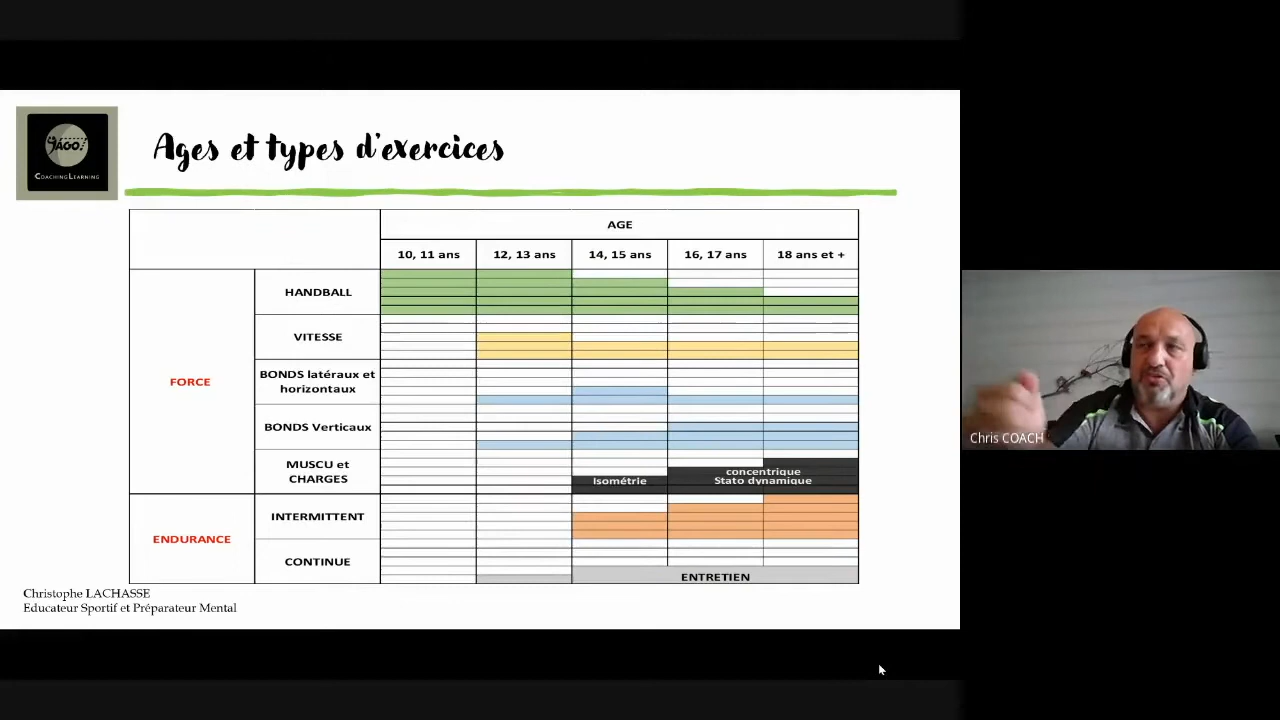 JAGO!
COACHINGLEARNING
Ages et types d'exercices
AGE
10, 11 ans 12, 13 ans 14, 15 ans 16, 17 ans 18 ans et +
FORCE
HANDBALL
VITESSE
BONDS latéraux et
horizontaux
BONDS Verticaux
MUSCU et
CHARGES
Isométrie
concentrique
Stato dynamique
ENDURANCE
INTERMITTENT
CONTINUE
ENTRETIEN
Christophe LACHASSE
Educateur Sportif et Préparateur Mental
Chris COACH